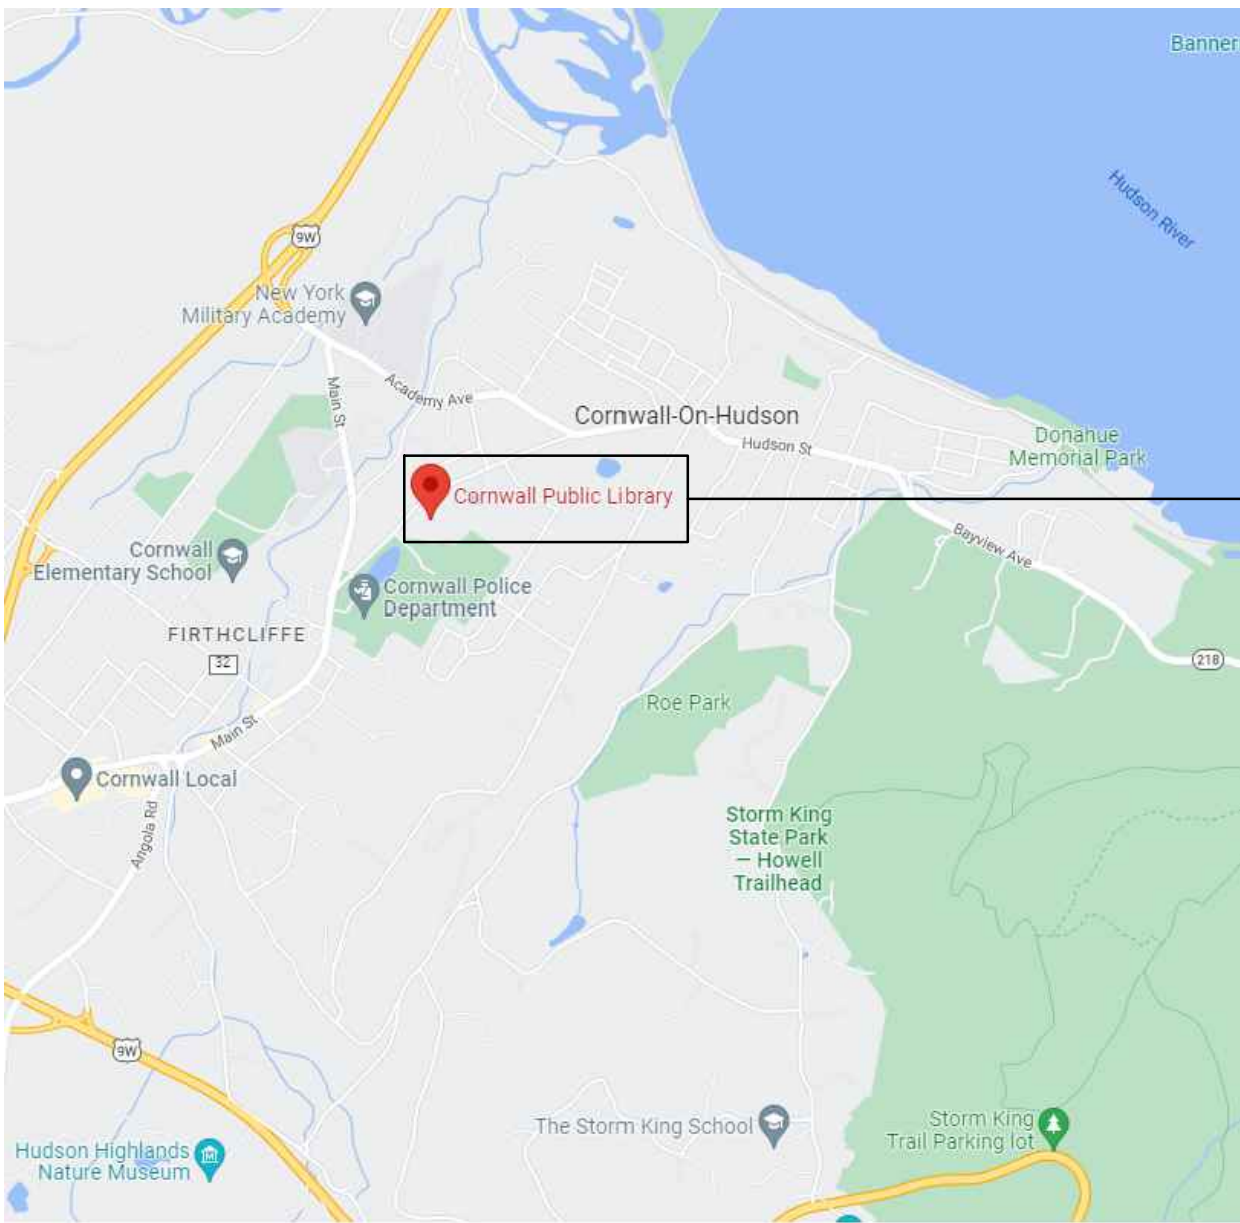 Banner
Hudson River
9W
New York
Military Academy
Main St
Academy Ave
Cornwall-On-Hudson
Hudson St
Donahue
Memorial Park
Cornwall Public Library
Bayview Ave
Cornwall
Elementary School
Cornwall Police
Department
FIRTHCLIFFE
32
218
Roe Park
Main St
Cornwall Local
Angola Rd
Storm King
State Park
— Howell
Trailhead
9W
The Storm King School
Storm King
Trail Parking lot
Hudson Highlands
Nature Museum